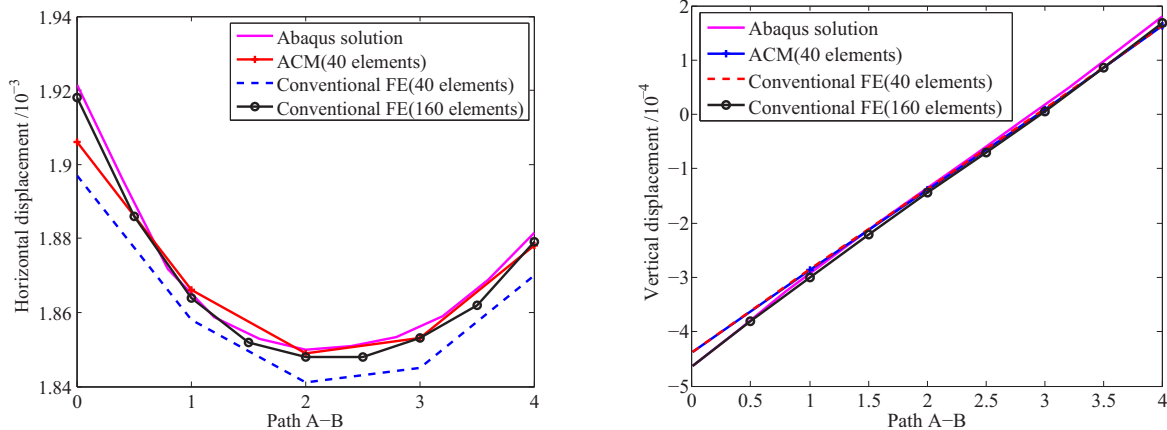 1.94
1.92
1.9
1.88
1.86
1.84
Horizontal displacement /10⁻³
Abaqus solution
ACM(40 elements)
Conventional FE(40 elements)
Conventional FE(160 elements)
0 1 2 3 4
Path A−B
2
1
0
−1
−2
−3
−4
−5
Vertical displacement /10⁻⁴
Abaqus solution
ACM(40 elements)
Conventional FE(40 elements)
Conventional FE(160 elements)
0 0.5 1 1.5 2 2.5 3 3.5 4
Path A−B